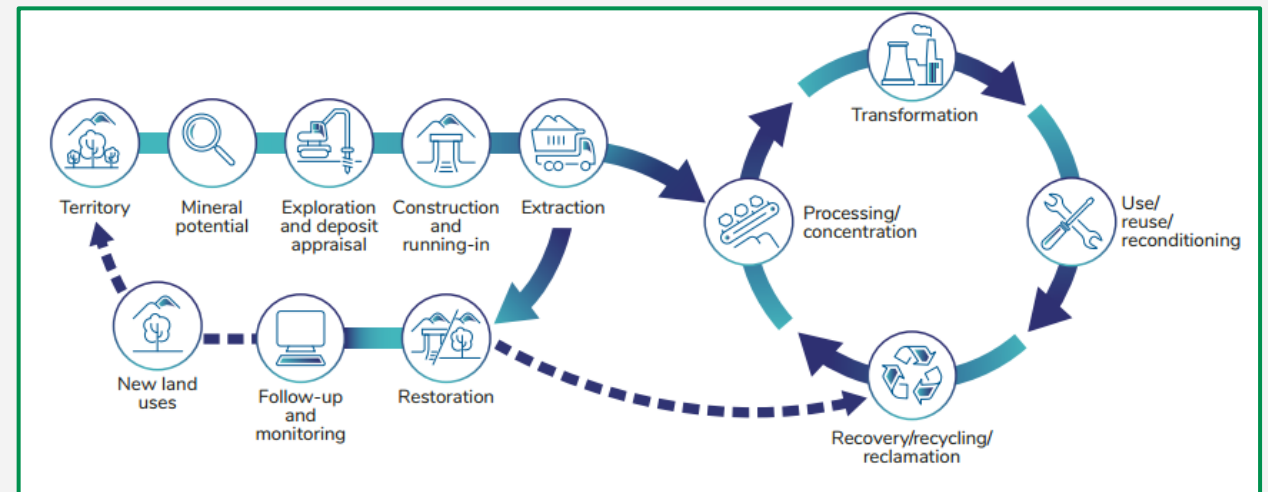 Territory
Mineral
potential
Exploration
and deposit
appraisal
Construction
and
running-in
Extraction
Processing/
concentration
Transformation
Use/
reuse/
reconditioning
New land
uses
Follow-up
and
monitoring
Restoration
Recovery/recycling/
reclamation